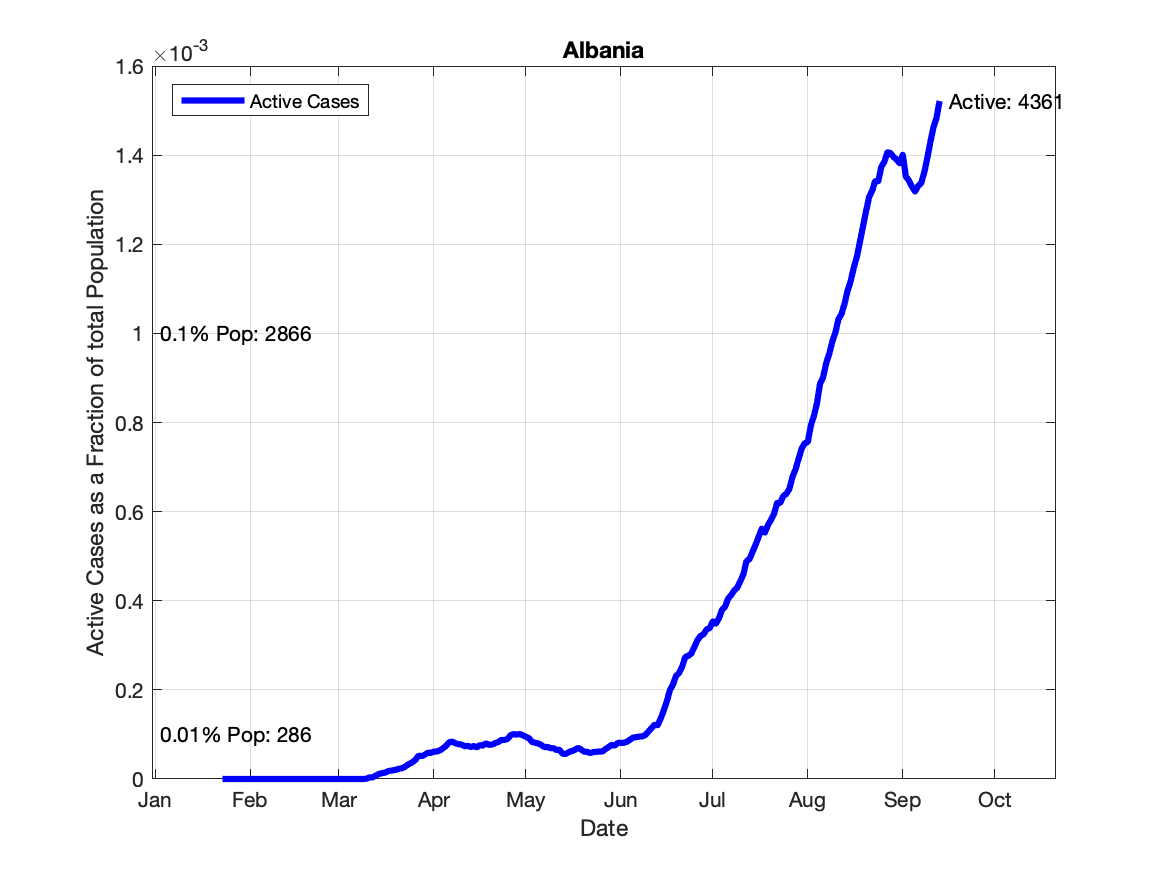 Albania
×10-3
1.6
Active Cases
Active: 4361
1.4
1.2
1
0.1% Pop: 2866
0.8
0.6
0.4
0.2
0.01% Pop: 286
0
Active Cases as a Fraction of total Population
Jan Feb Mar Apr May Jun Jul Aug Sep Oct
Date